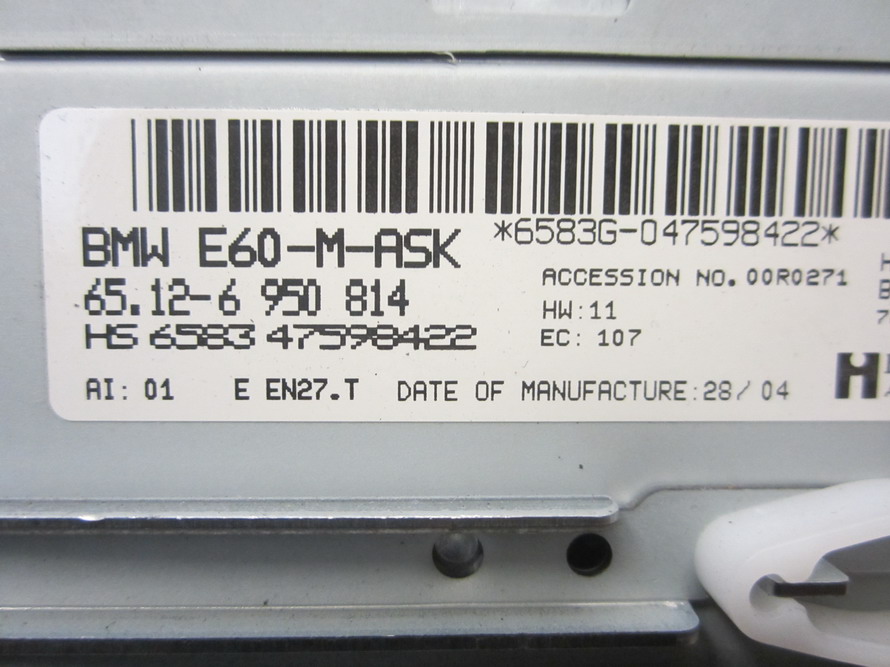 *6583G-047598422*
BMW E60-M-ASK
65.12-6 950 814
HS 6583 47598422
ACCESSION NO. 00R0271
HW:11
EC: 107
AI: 01 E EN27.T DATE OF MANUFACTURE:28/ 04